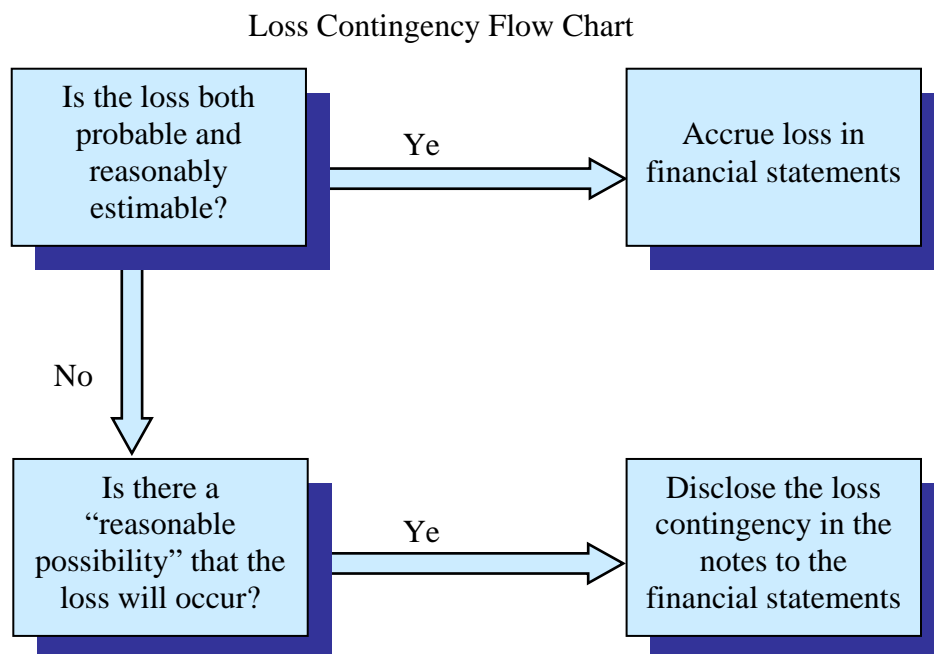 Loss Contingency Flow Chart
Is the loss both
probable and
reasonably
estimable?
Ye
Accrue loss in
financial statements
No
Is there a
“reasonable
possibility” that the
loss will occur?
Ye
Disclose the loss
contingency in the
notes to the
financial statements